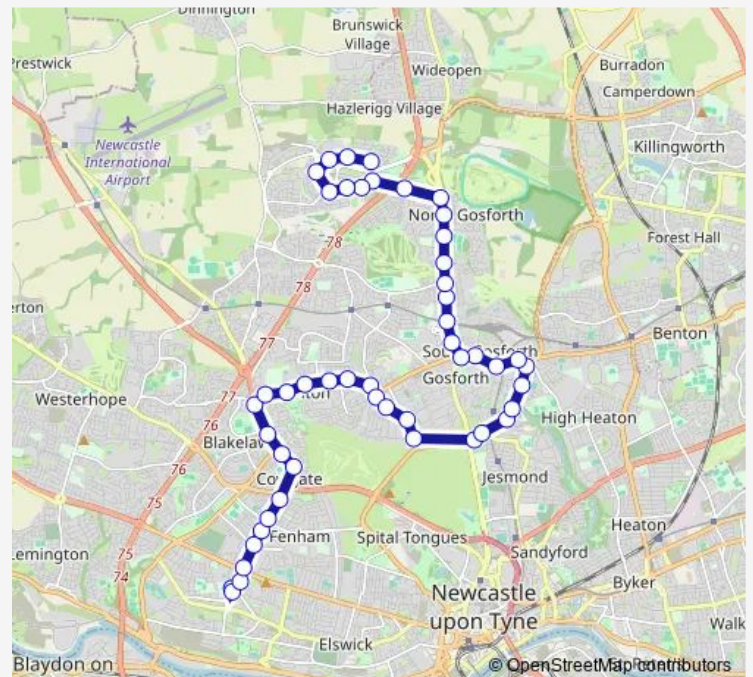 Dinnington
Brunswick
Village
Prestwick
Wideopen
Burradon
Camperdown
Hazlerigg Village
Newcastle
International
Airport
Killingworth
North Gosforth
78
Forest Hall
78
erton
77
South Gosforth
Benton
Gosforth
77
Westerhope
76
High Heaton
Blakelaw
76
Cowgate
Jesmond
75
Heaton
Fenham
Spital Tongues
Lemington
75
Sandyford
74
Byker
Newcastle
upon Tyne
Walk
Elswick
Blaydon on
© OpenStreetMap contributors